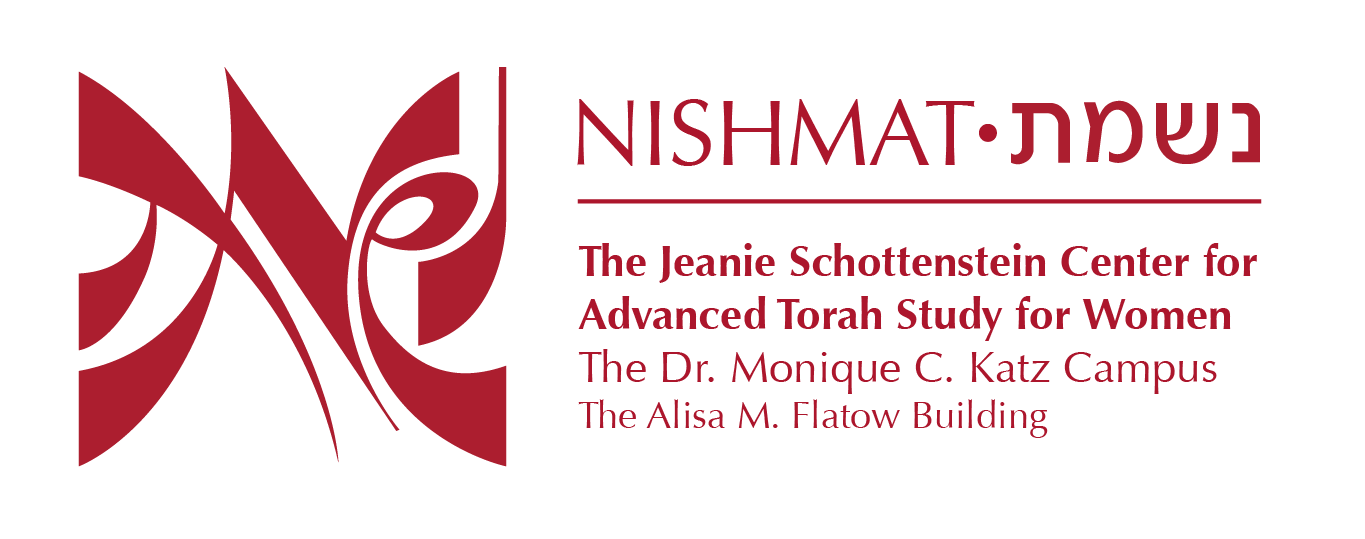 NISHMAT•נשמת
The Jeanie Schottenstein Center for
Advanced Torah Study for Women
The Dr. Monique C. Katz Campus
The Alisa M. Flatow Building